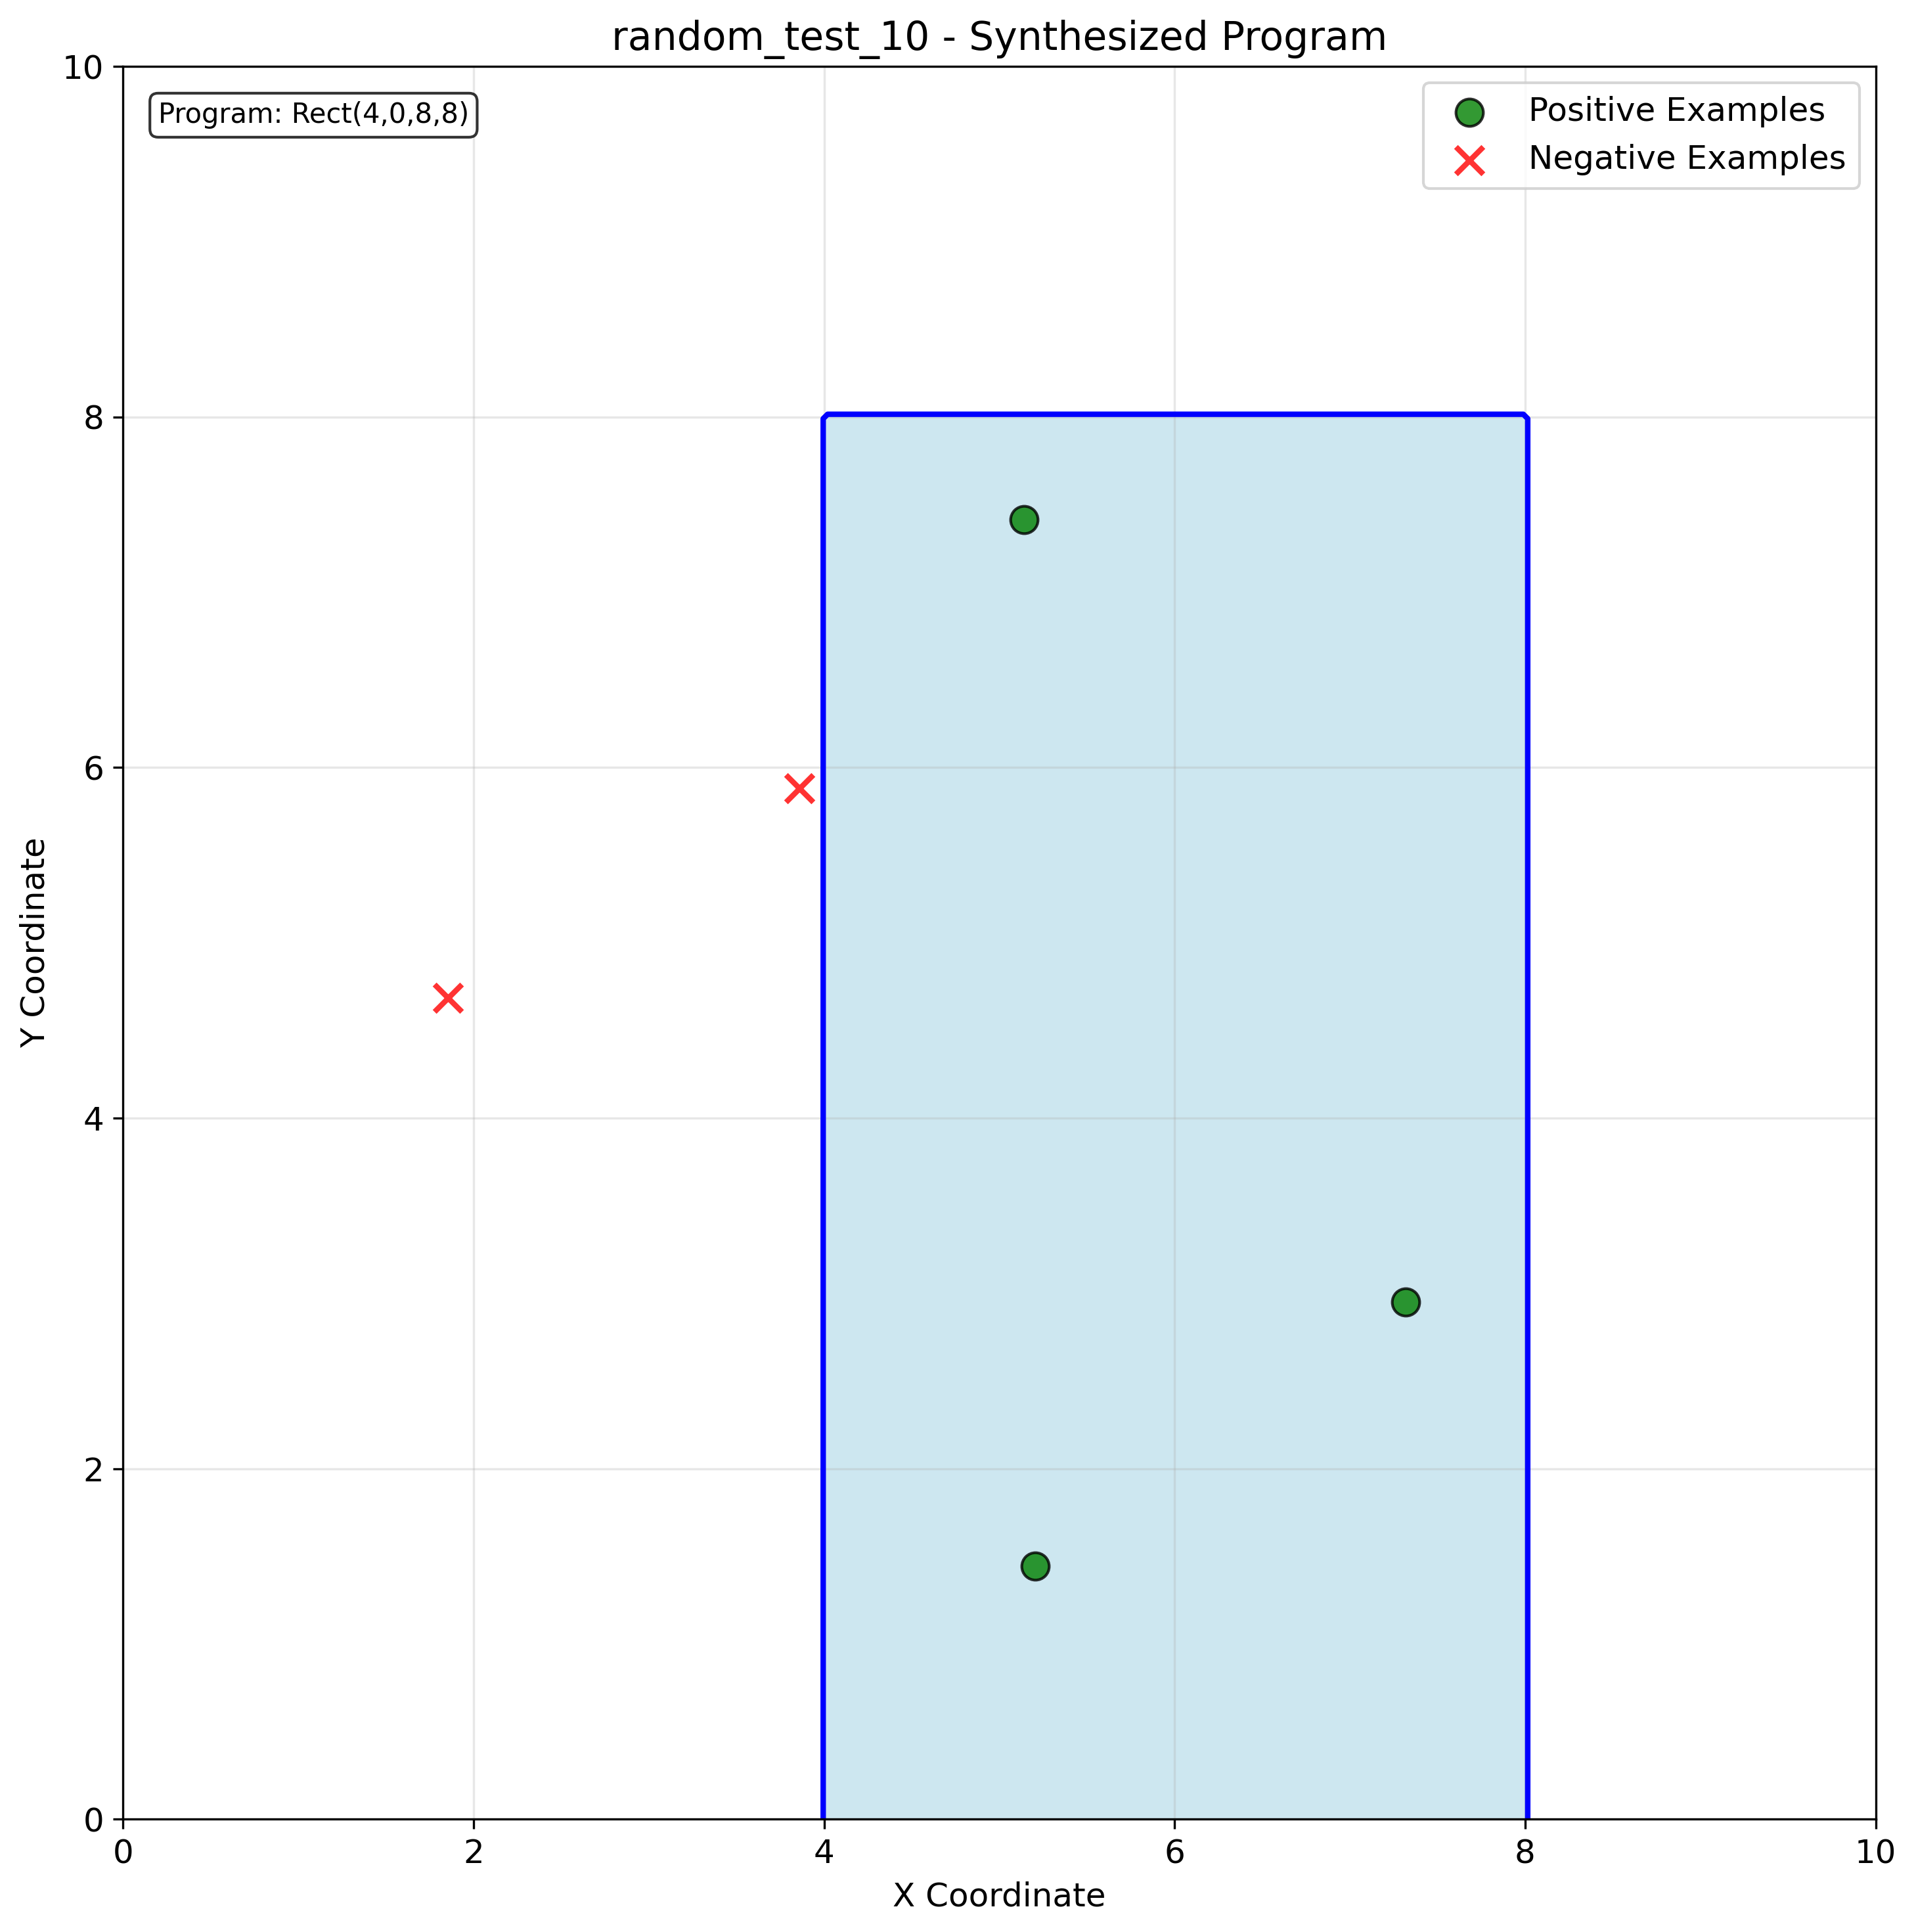 random_test_10 - Synthesized Program
Program: Rect(4,0,8,8)
Positive Examples
Negative Examples
10
8
6
4
2
0
Y Coordinate
0 2 4 6 8 10
X Coordinate